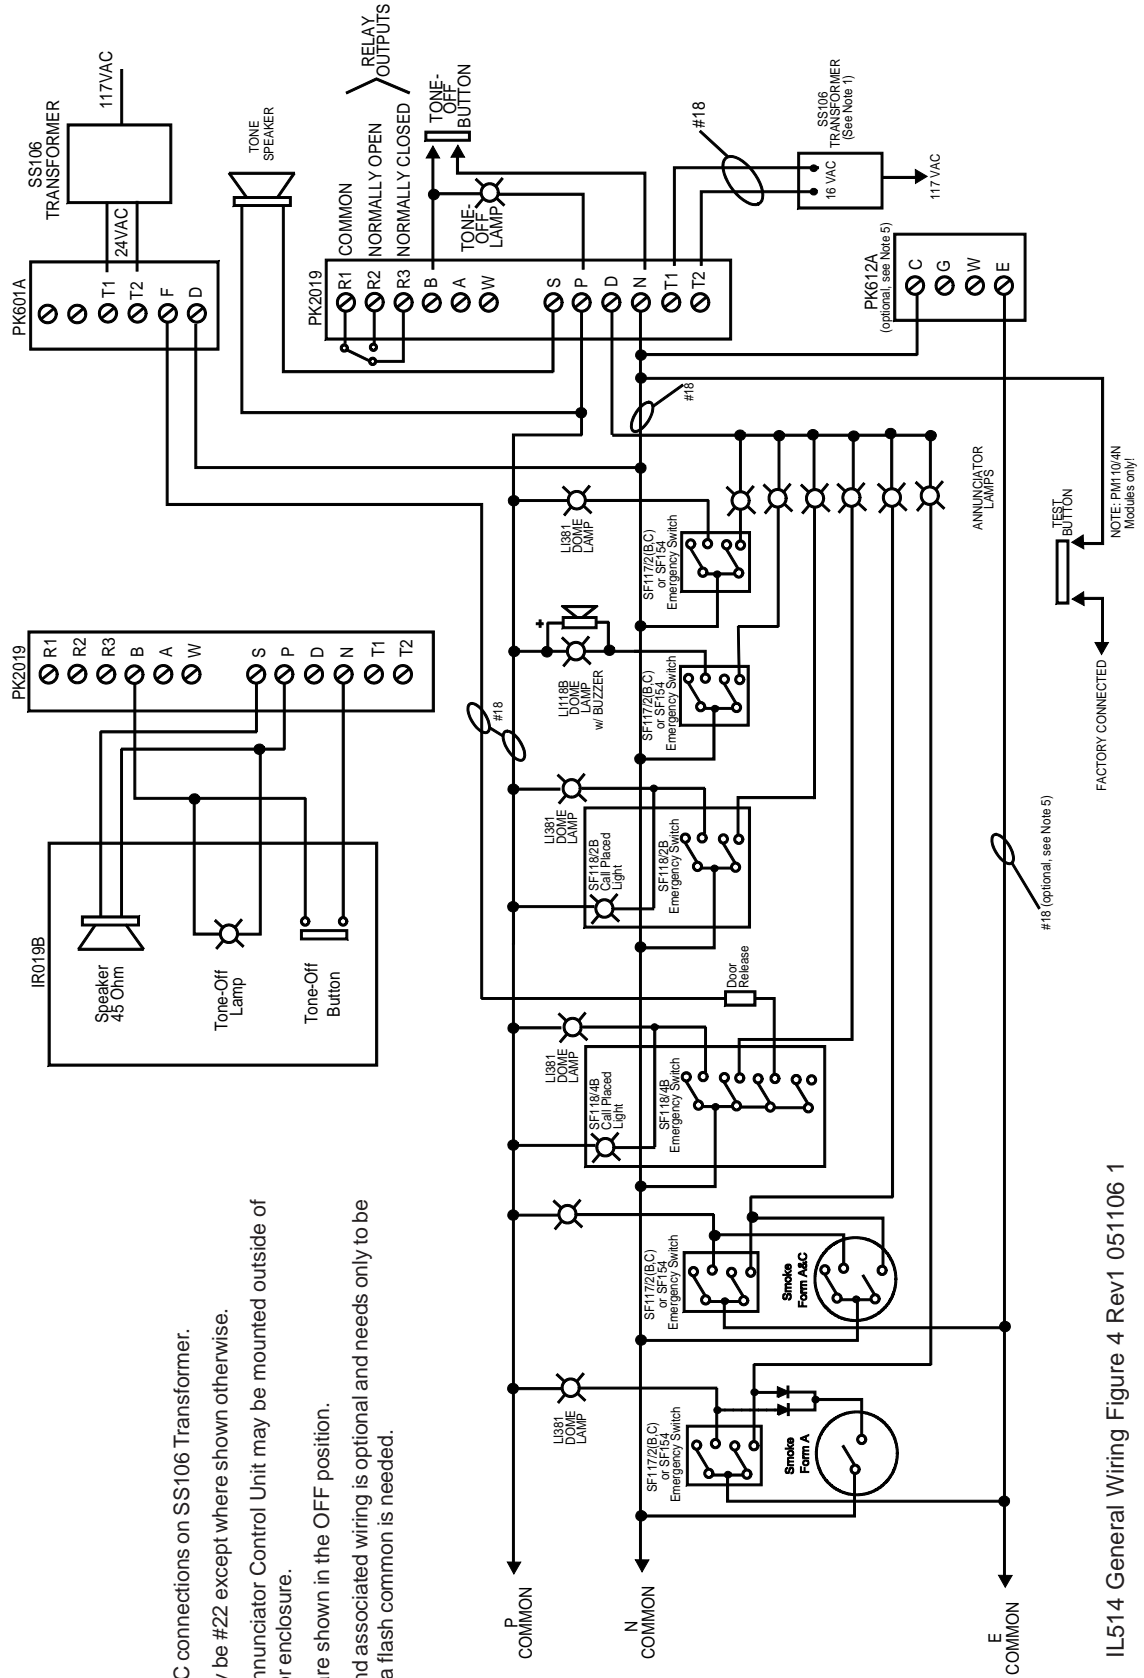 C connections on SS106 Transformer.
be #22 except where shown otherwise.
nnunciator Control Unit may be mounted outside of
enclosure.
re shown in the OFF position.
associated wiring is optional and needs only to be
a flash common is needed.
IR019B
Speaker
45 Ohm
Tone-Off
Lamp
Tone-Off
Button
PK2019
R1
R2
R3
B
A
W
S
P
D
N
T1
T2
PK601A
T1
T2
F
D
24VAC
SS106
TRANSFORMER
117VAC
TONE
SPEAKER
PK2019
R1
R2
R3
B
A
W
S
P
D
N
T1
T2
COMMON
NORMALLY OPEN
NORMALLY CLOSED
RELAY
OUTPUTS
TONE-
OFF
LAMP
TONE-
OFF
BUTTON
#18
16 VAC
SS106
TRANSFORMER
(See Note 1)
117 VAC
PK612A
(optional, see Note 5)
C
G
W
E
P
COMMON
N
COMMON
E
COMMON
#18
#18
LI381
DOME
LAMP
SF117/2(B,C)
or SF154
Emergency Switch
Smoke
Form A
SF117/2(B,C)
or SF154
Emergency Switch
Smoke
Form A&C
LI381
DOME
LAMP
SF118/4B
Call Placed
Light
SF118/4B
Emergency Switch
Door
Release
LI381
DOME
LAMP
SF118/2B
Call Placed
Light
SF118/2B
Emergency Switch
LI118B
DOME
LAMP
w/ BUZZER
+
SF117/2(B,C)
or SF154
Emergency Switch
LI381
DOME
LAMP
SF117/2(B,C)
or SF154
Emergency Switch
ANNUNCIATOR
LAMPS
#18 (optional, see Note 5)
FACTORY CONNECTED
TEST
BUTTON
NOTE: PM110/4N
Modules only!
IL514 General Wiring Figure 4 Rev1 051106 1